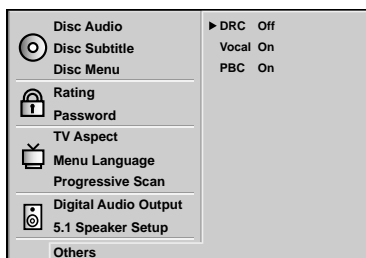 Disc Audio
Disc Subtitle
Disc Menu
Rating
Password
TV Aspect
Menu Language
Progressive Scan
Digital Audio Output
5.1 Speaker Setup
Others
DRC Off
Vocal On
PBC On